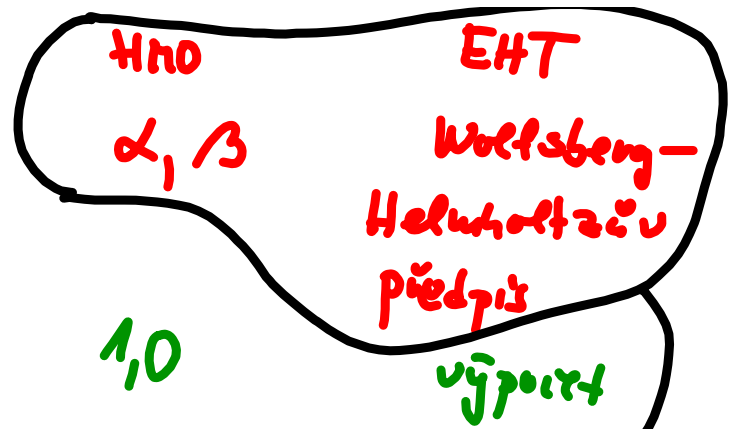 HMO EHT
α, β Wolfsberg-
Helmholtzův
předpis
1,0 výpočet